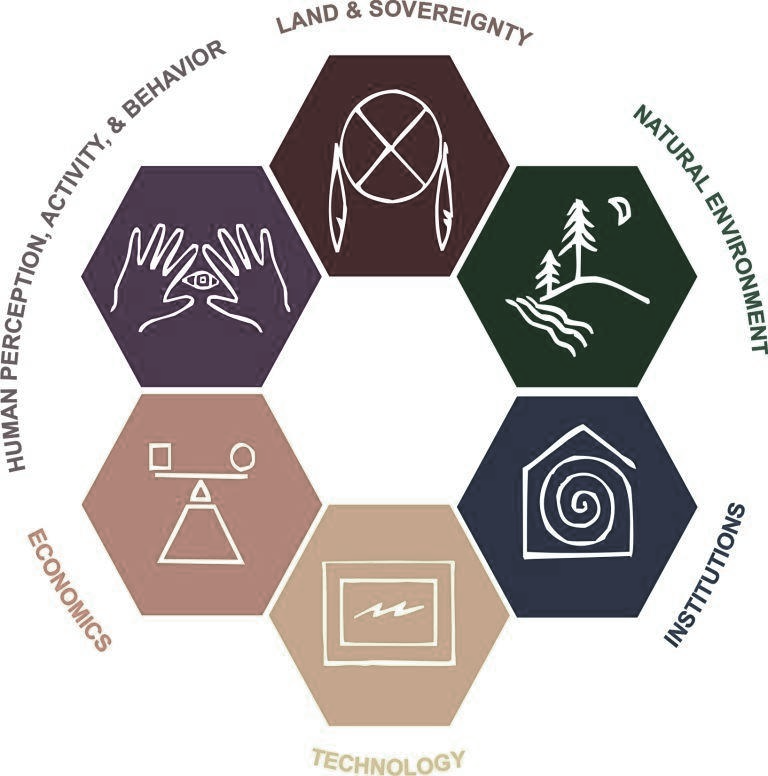 LAND & SOVEREIGNTY
NATURAL ENVIRONMENT
INSTITUTIONS
TECHNOLOGY
ECONOMICS
HUMAN PERCEPTION, ACTIVITY, & BEHAVIOR